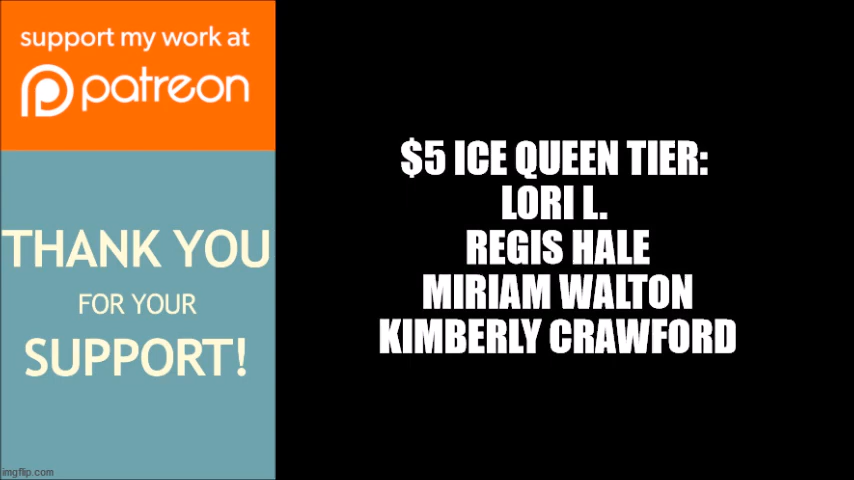 support my work at
patreon
THANK YOU
FOR YOUR
SUPPORT!
$5 ICE QUEEN TIER:
LORI L.
REGIS HALE
MIRIAM WALTON
KIMBERLY CRAWFORD
imgflip.com